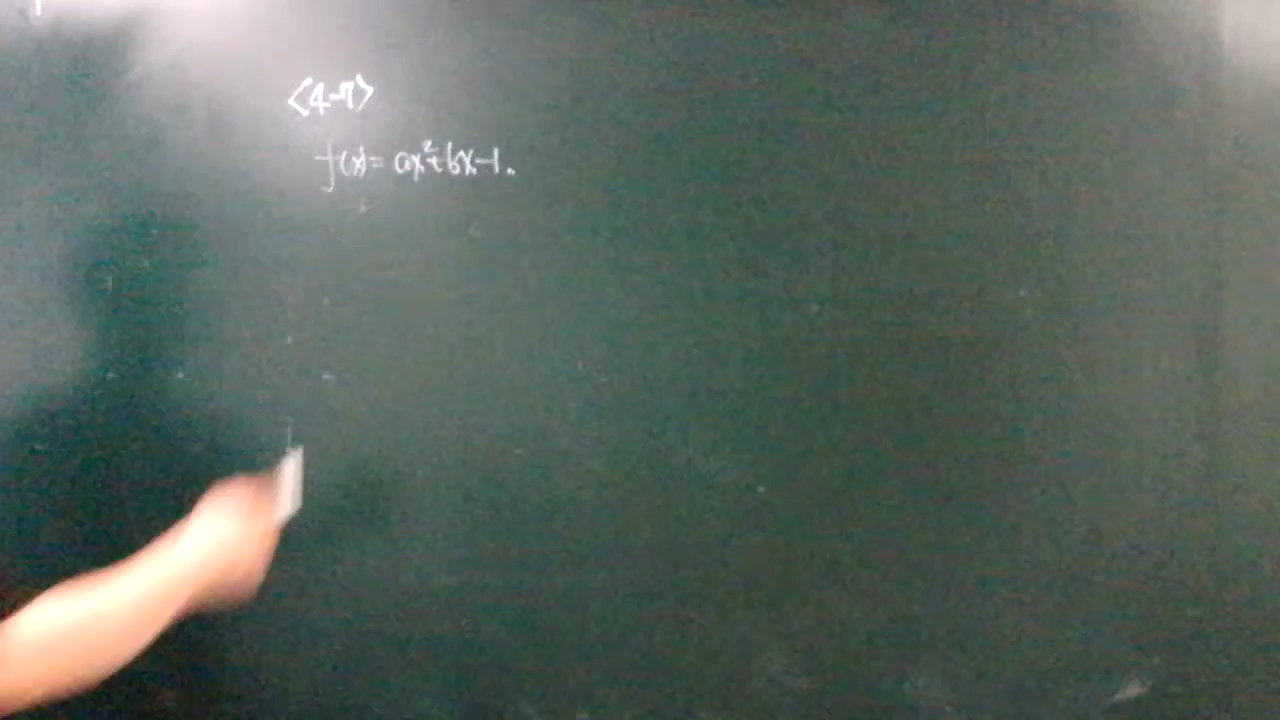 <4-7>
f(x)= ax²+bx-1.